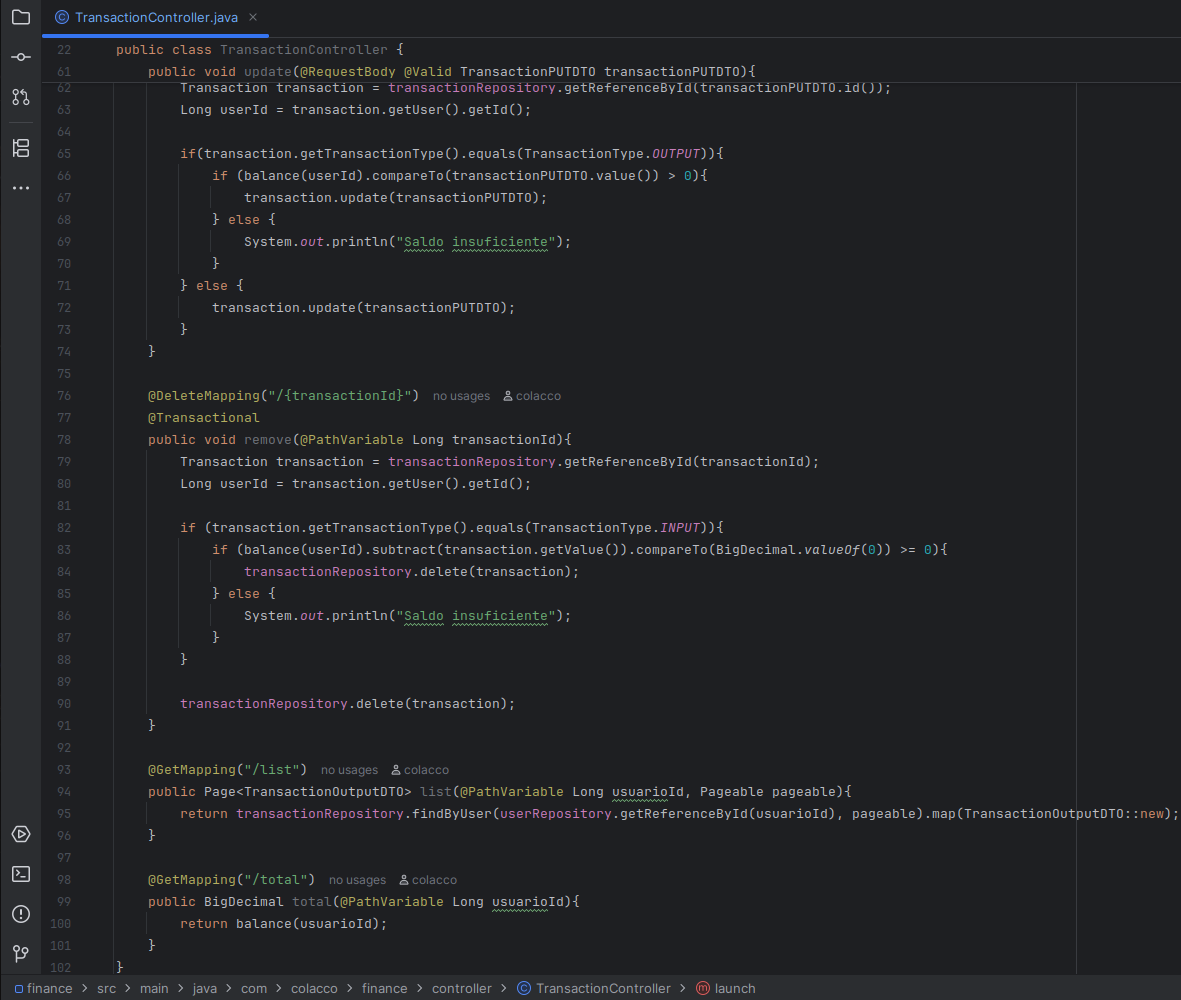 TransactionController.java
22 public class TransactionController {
61 public void update(@RequestBody @Valid TransactionPUTDTO transactionPUTDTO){
62 Transaction transaction = transactionRepository.getReferenceById(transactionPUTDTO.id());
63 Long userId = transaction.getUser().getId();
64
65 if(transaction.getTransactionType().equals(TransactionType.OUTPUT)){
66 if (balance(userId).compareTo(transactionPUTDTO.value()) > 0){
67 transaction.update(transactionPUTDTO);
68 } else {
69 System.out.println("Saldo insuficiente");
70 }
71 } else {
72 transaction.update(transactionPUTDTO);
73 }
74 }
75
76 @DeleteMapping("/{transactionId}") no usages colacco
77 @Transactional
78 public void remove(@PathVariable Long transactionId){
79 Transaction transaction = transactionRepository.getReferenceById(transactionId);
80 Long userId = transaction.getUser().getId();
81
82 if (transaction.getTransactionType().equals(TransactionType.INPUT)){
83 if (balance(userId).subtract(transaction.getValue()).compareTo(BigDecimal.valueOf(0)) >= 0){
84 transactionRepository.delete(transaction);
85 } else {
86 System.out.println("Saldo insuficiente");
87 }
88 }
89
90 transactionRepository.delete(transaction);
91 }
92
93 @GetMapping("/list") no usages colacco
94 public Page<TransactionOutputDTO> list(@PathVariable Long usuarioId, Pageable pageable){
95 return transactionRepository.findByUser(userRepository.getReferenceById(usuarioId), pageable).map(TransactionOutputDTO::new);
96 }
97
98 @GetMapping("/total") no usages colacco
99 public BigDecimal total(@PathVariable Long usuarioId){
100 return balance(usuarioId);
101 }
102 }
finance > src > main > java > com > colacco > finance > controller > TransactionController > launch